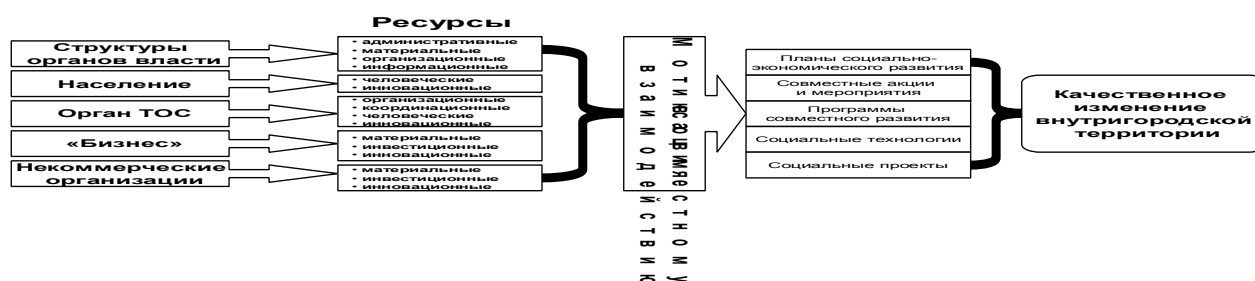 Ресурсы
Структуры
органов власти
• административные
• материальные
• организационные
• информационные
Население
• человеческие
• инновационные
Орган ТОС
• организационные
• координационные
• человеческие
• инновационные
«Бизнес»
• материальные
• инвестиционные
• инновационные
Некоммерческие
организации
• материальные
• инвестиционные
• инновационные
взаимодействию
Планы социально-
экономического развития
Совместные акции
и мероприятия
Программы
совместного развития
Социальные технологии
Социальные проекты
Качественное
изменение
внутригородской
территории